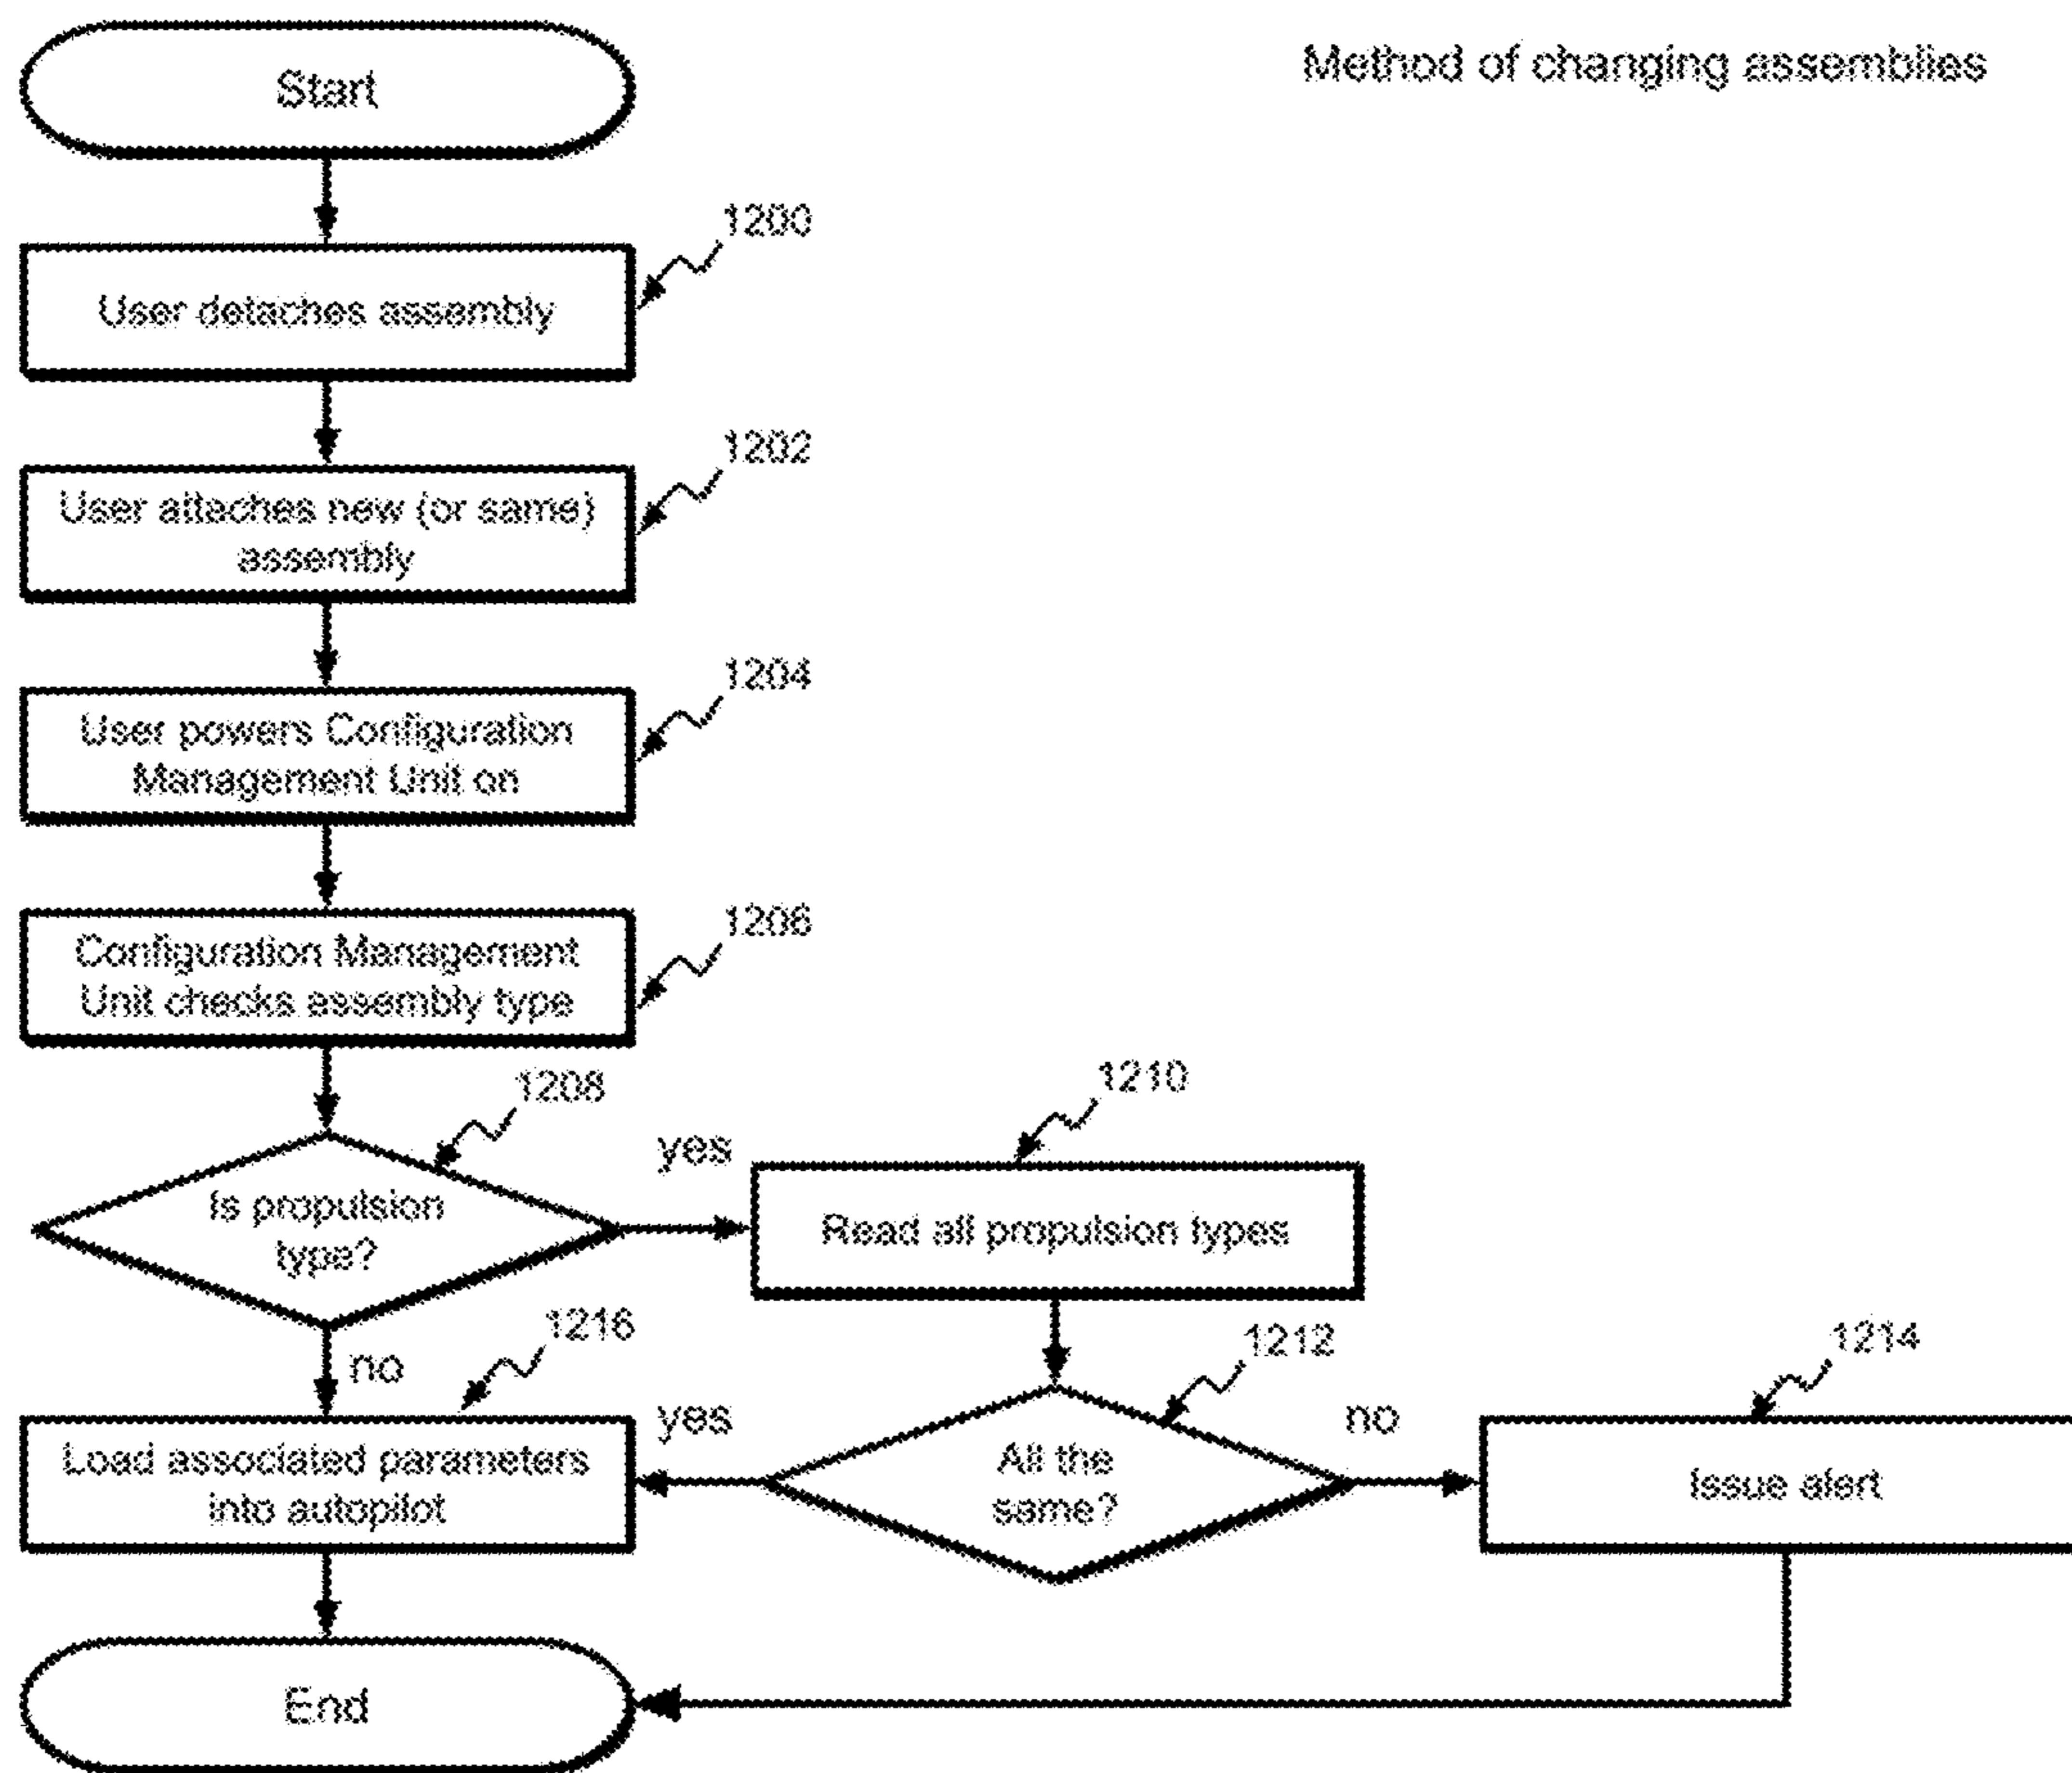 Start
Method of changing assemblies
1200
User detaches assembly
1202
User attaches new (or same)
assembly
1204
User powers Configuration
Management Unit on
1206
Configuration Management
Unit checks assembly type
1208
1210
yes
Is propulsion
type?
Read all propulsion types
1216
1212
1214
no
yes
no
Load associated parameters
into autopilot
All the
same?
Issue alert
End